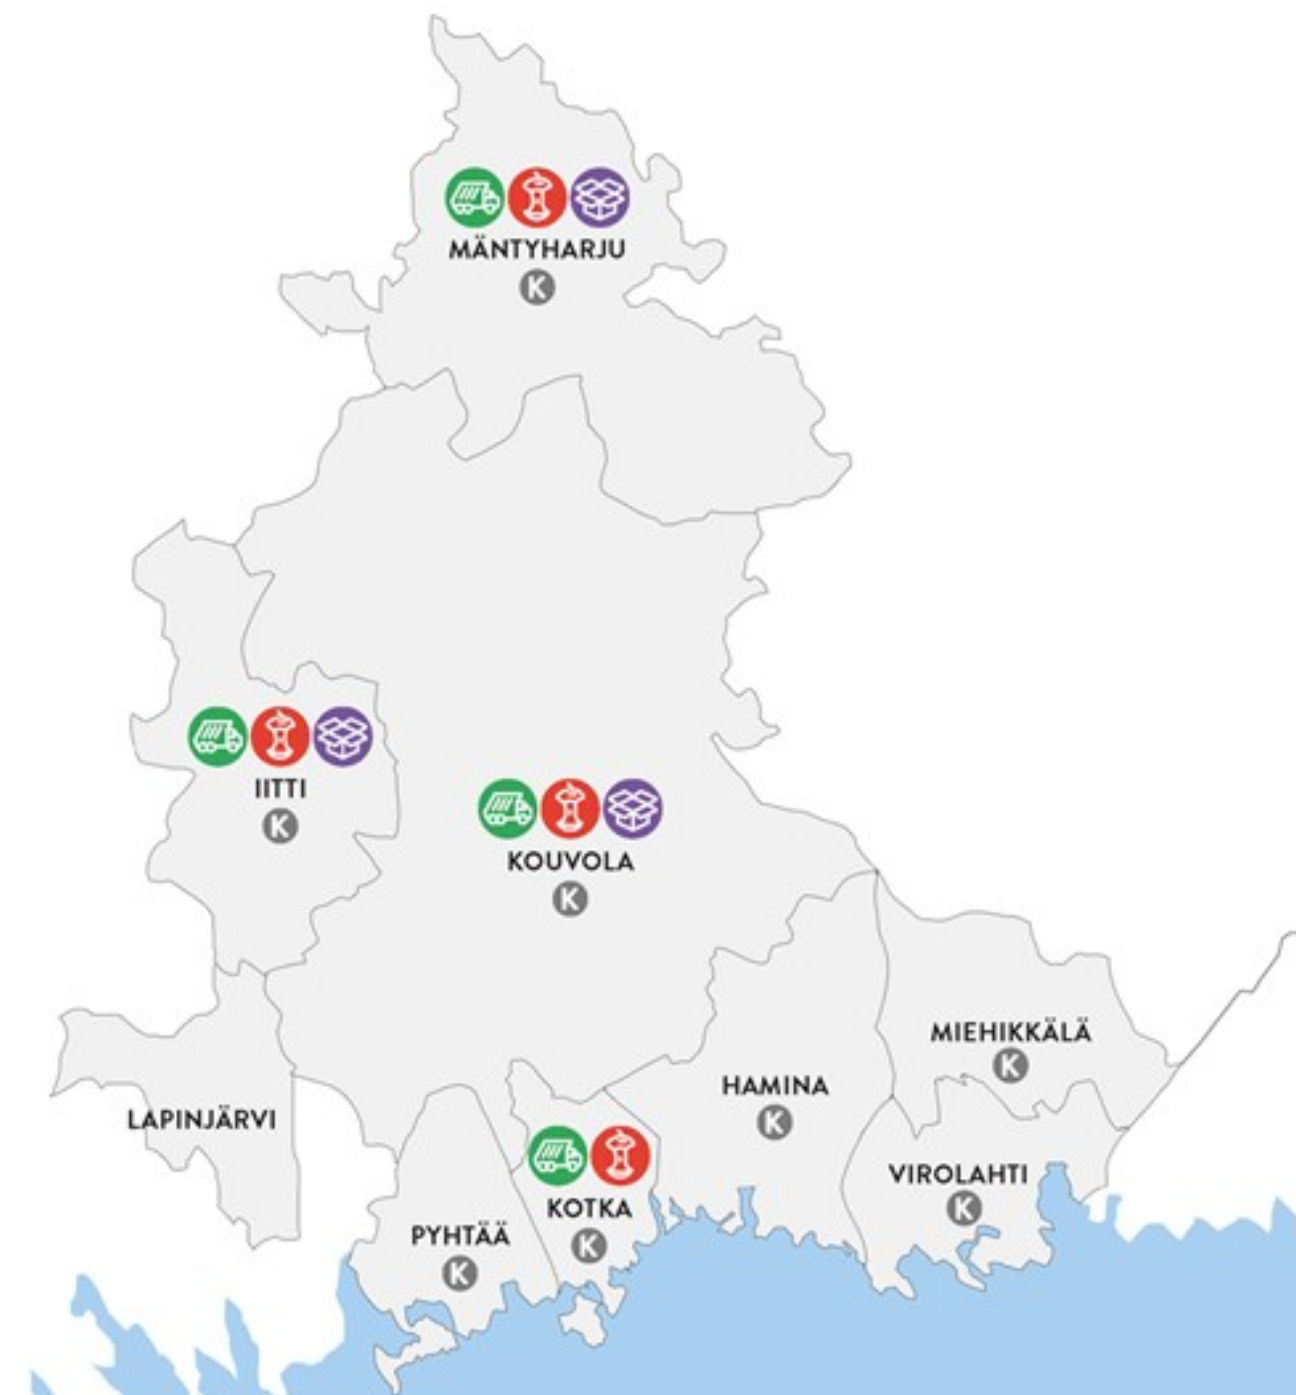 MÄNTYHARJU
K
IITTI
K
KOUVOLA
K
MIEHIKKÄLÄ
K
HAMINA
K
LAPINJÄRVI
VIROLAHTI
K
KOTKA
K
PYHTÄÄ
K